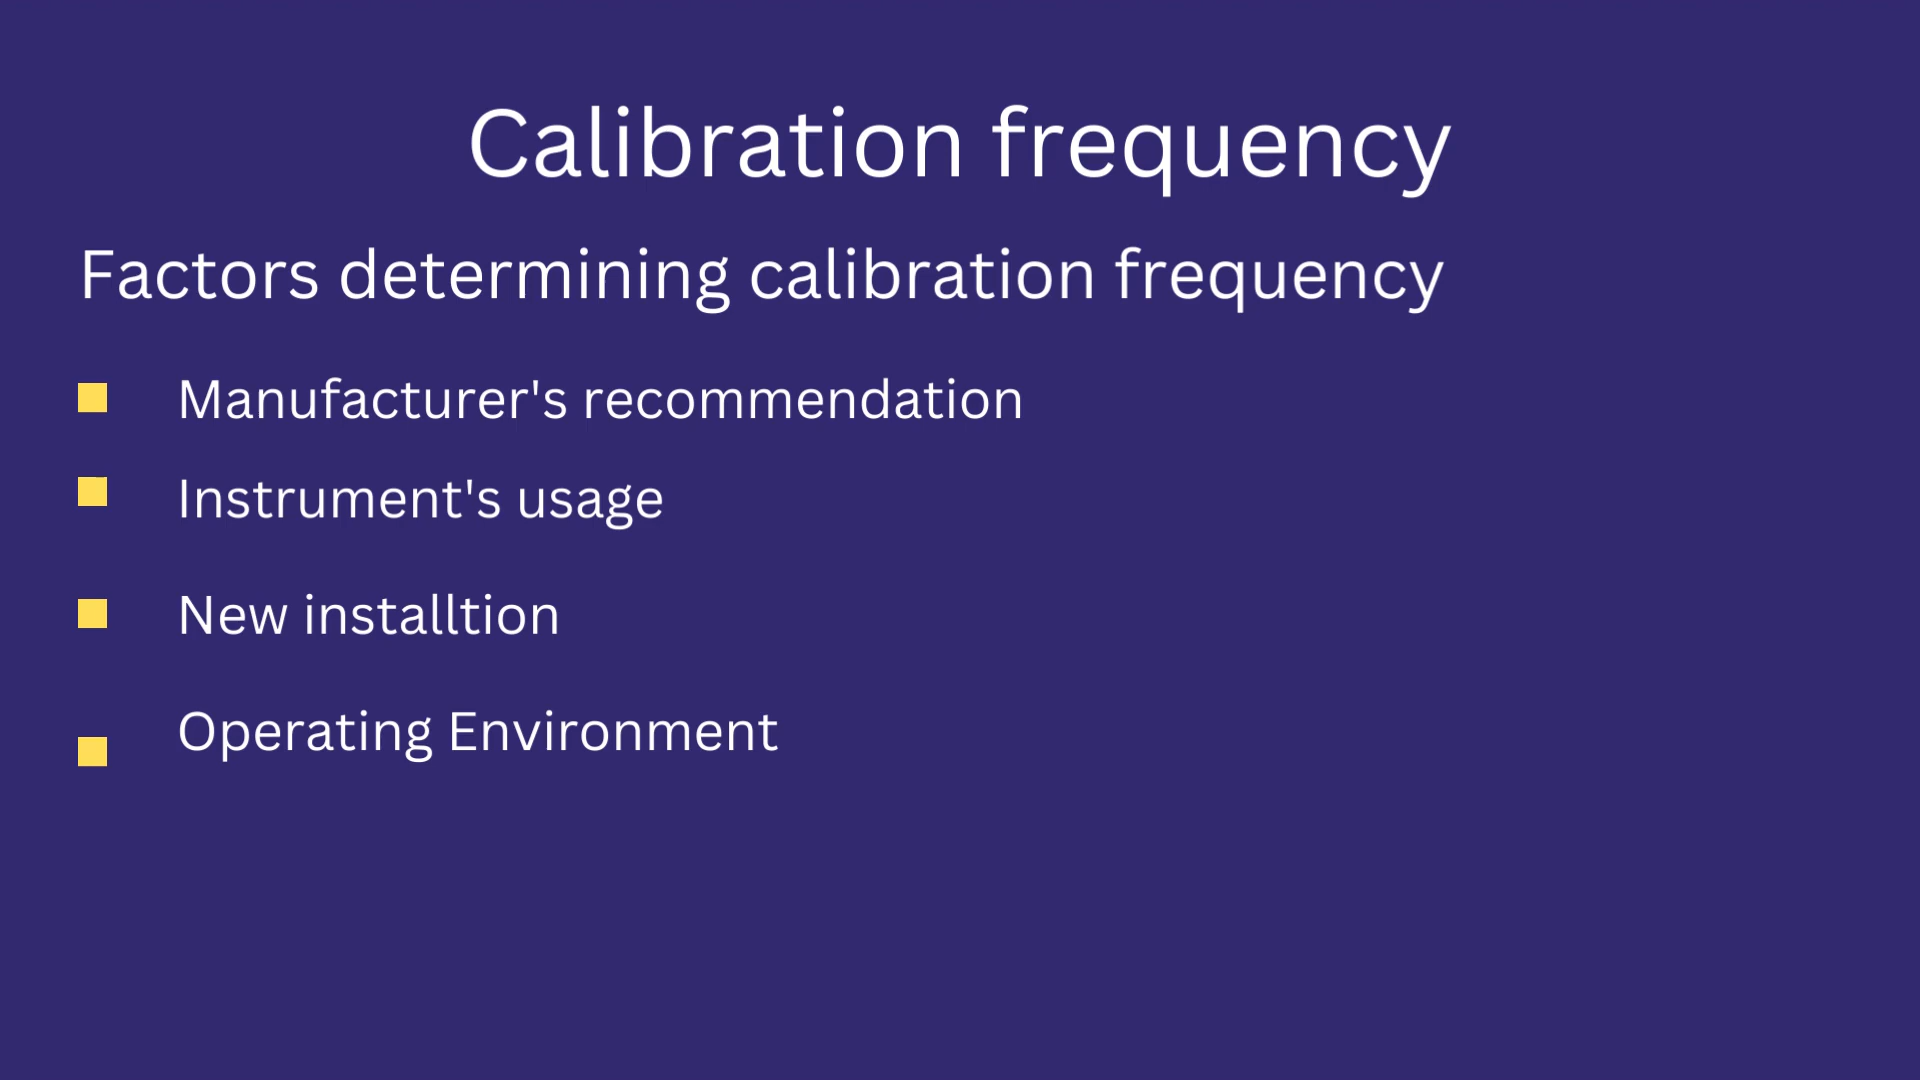 Calibration frequency
Factors determining calibration frequency
Manufacturer's recommendation
Instrument's usage
New installtion
Operating Environment